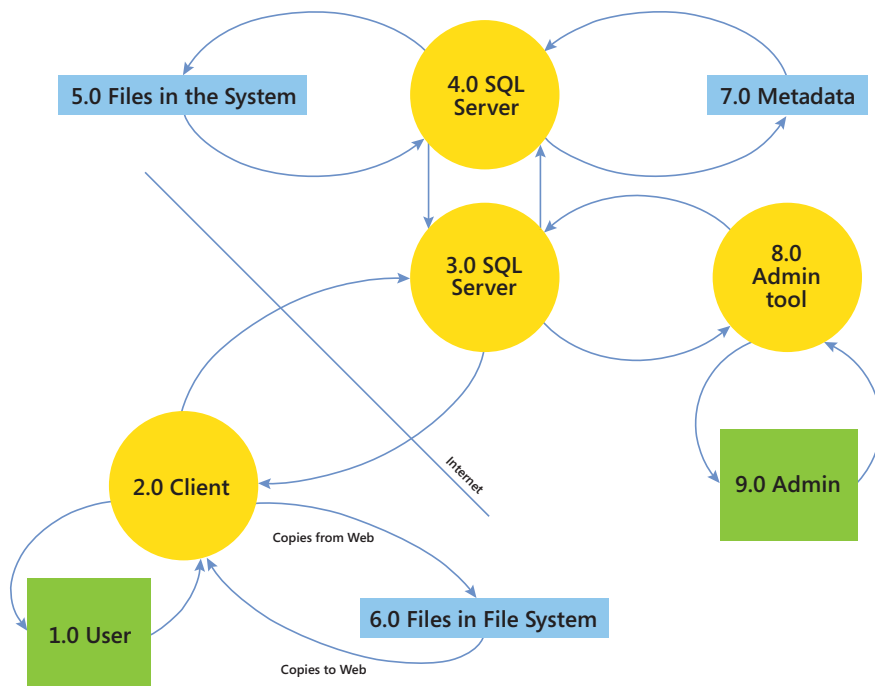 4.0 SQL
Server
5.0 Files in the System
7.0 Metadata
3.0 SQL
Server
8.0
Admin
tool
Internet
2.0 Client
9.0 Admin
Copies from Web
1.0 User
6.0 Files in File System
Copies to Web